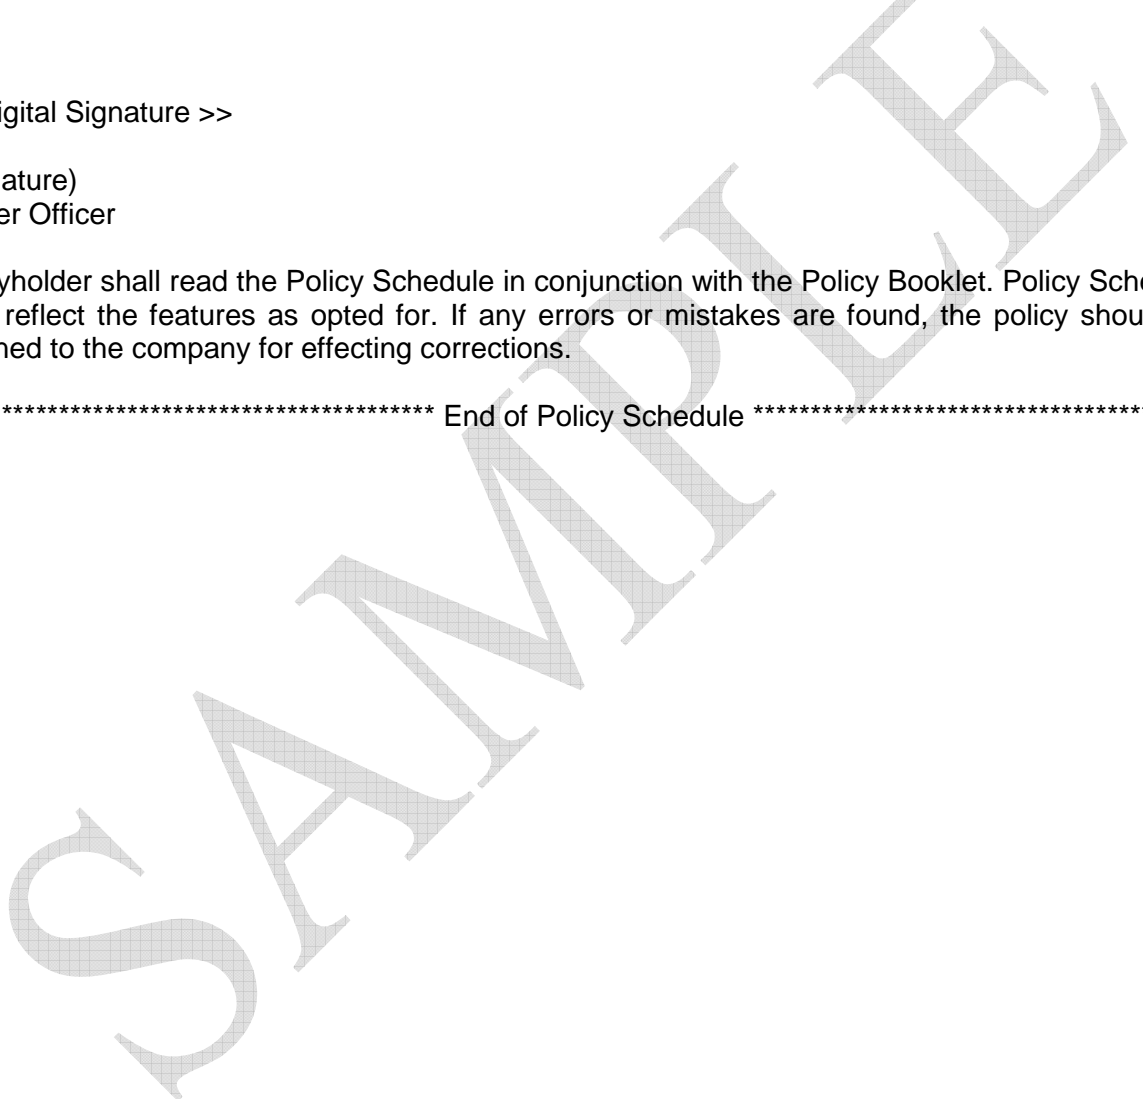 igital Signature >>
ature)
er Officer
yholder shall read the Policy Schedule in conjunction with the Policy Booklet. Policy Sche
reflect the features as opted for. If any errors or mistakes are found, the policy shou
ned to the company for effecting corrections.
************************************** End of Policy Schedule ***********************************
SAMPLE